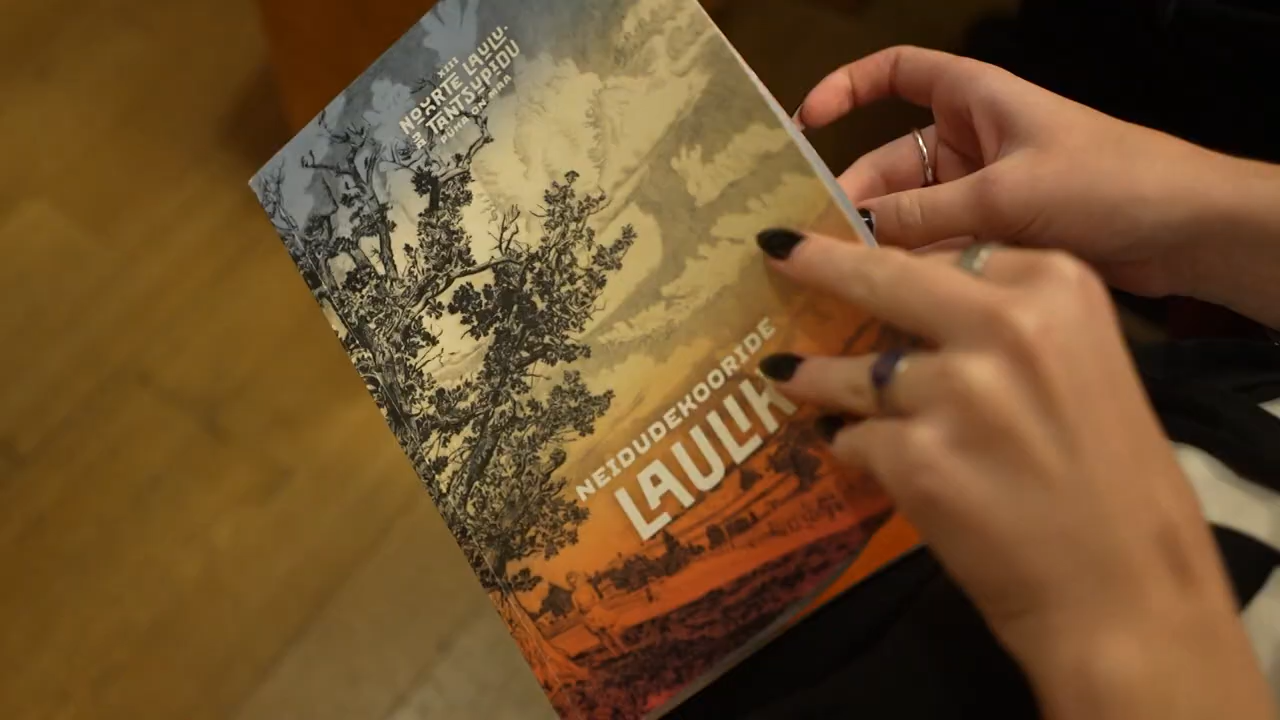 XIII
NOORTE LAULU-
JA TANTSUPIDU
PÜHA ON MAA
NEIDUDEKOORIDE
LAULIK